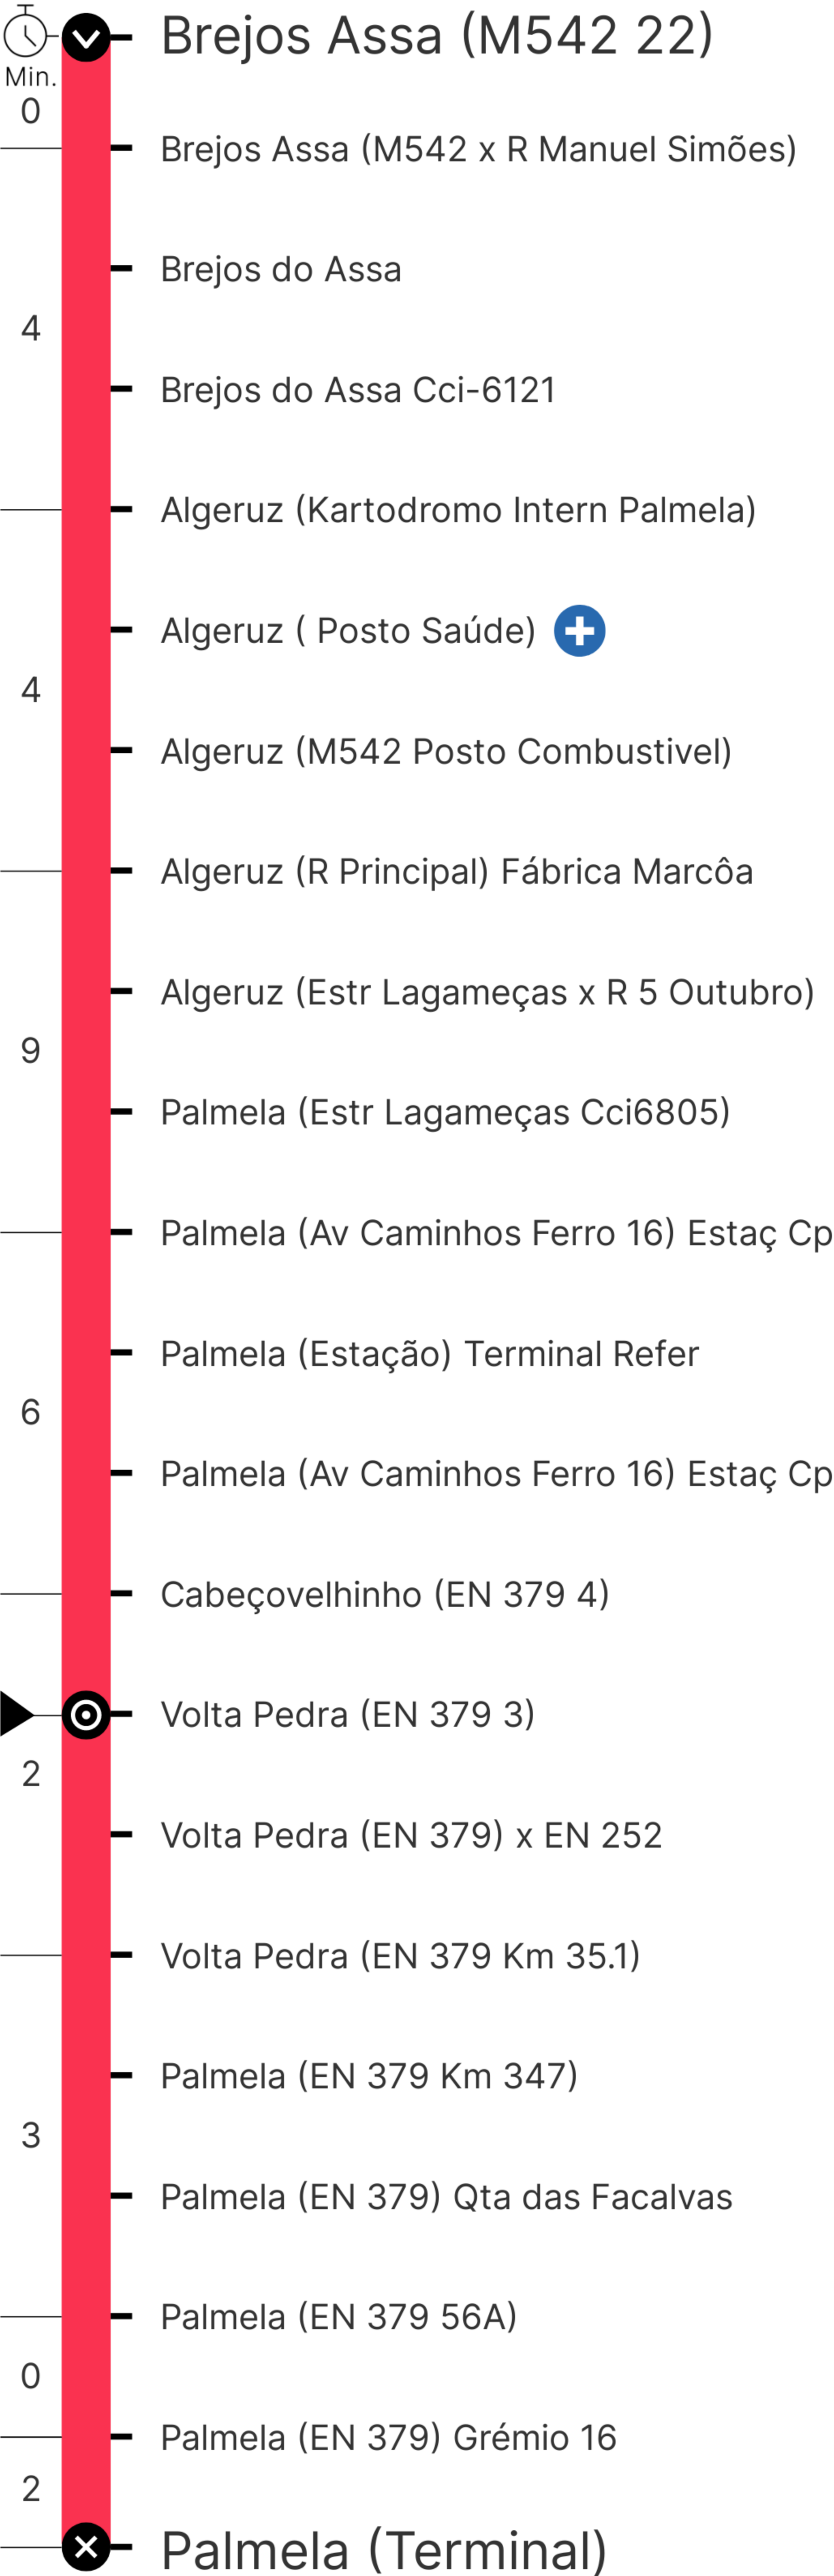 Brejos Assa (M542 22)
Min.
0
Brejos Assa (M542 x R Manuel Simões)
Brejos do Assa
4
Brejos do Assa Cci-6121
Algeruz (Kartodromo Intern Palmela)
Algeruz ( Posto Saúde)
4
Algeruz (M542 Posto Combustivel)
Algeruz (R Principal) Fábrica Marcôa
Algeruz (Estr Lagameças x R 5 Outubro)
9
Palmela (Estr Lagameças Cci6805)
Palmela (Av Caminhos Ferro 16) Estaç Cp
Palmela (Estação) Terminal Refer
6
Palmela (Av Caminhos Ferro 16) Estaç Cp
Cabeçovelhinho (EN 379 4)
Volta Pedra (EN 379 3)
2
Volta Pedra (EN 379) x EN 252
Volta Pedra (EN 379 Km 35.1)
Palmela (EN 379 Km 347)
3
Palmela (EN 379) Qta das Facalvas
Palmela (EN 379 56A)
0
Palmela (EN 379) Grémio 16
2
Palmela (Terminal)